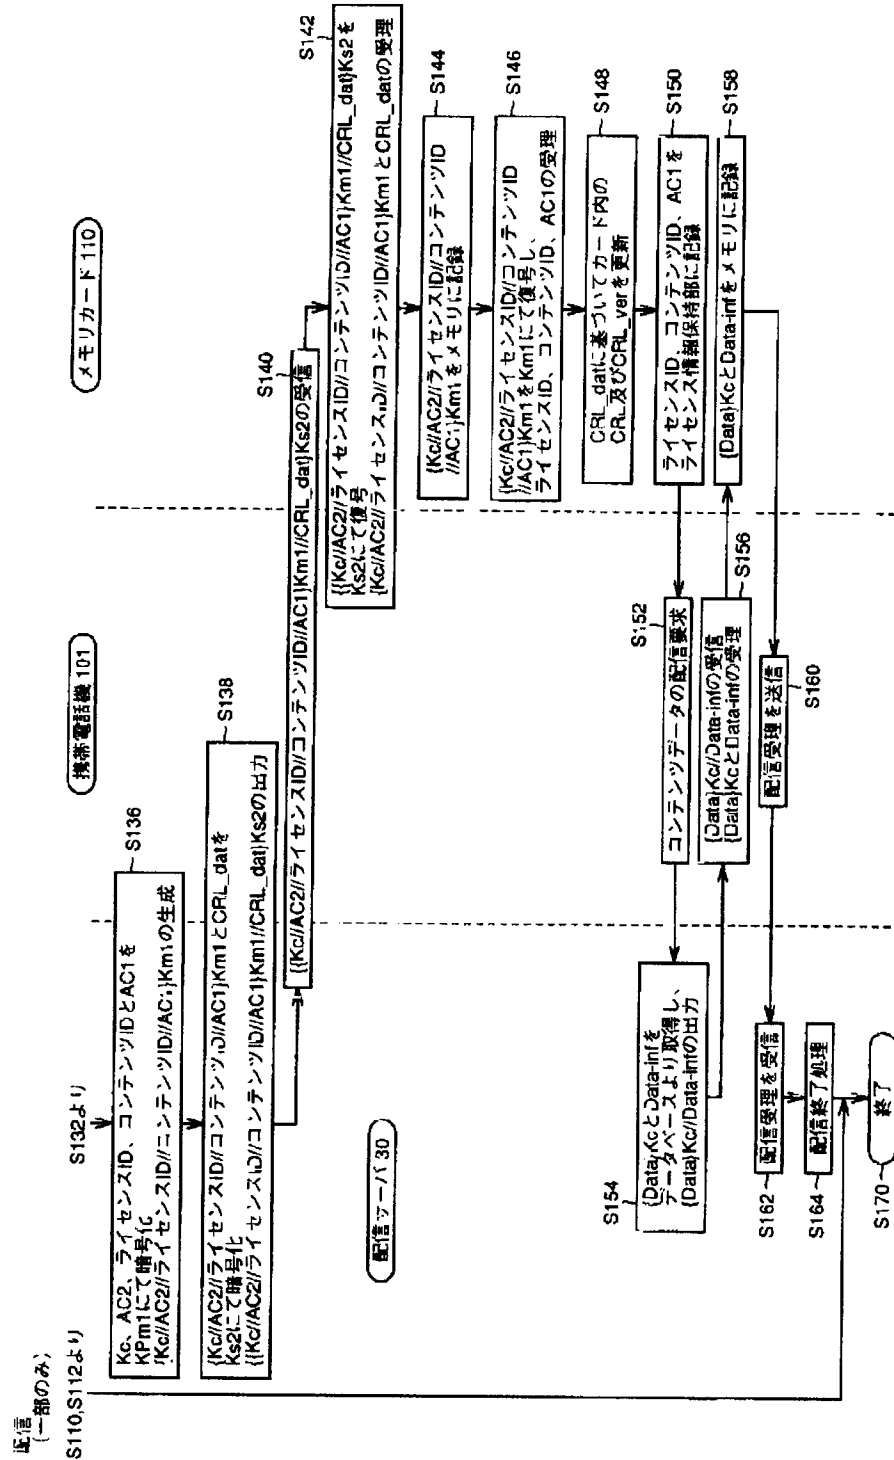 配信
(一部のみ)
S110,S112より
S132より
携帯電話機 101
メモリカード 110
配信サーバ 30
Kc、AC2、ライセンスID、コンテンツIDとAC1を
KPm1にて暗号化
{Kc//AC2//ライセンスID//コンテンツID//AC1}Km1の生成
S136
{Kc//AC2//ライセンスID//コンテンツID//AC1}Km1とCRL_datを
Ks2にて暗号化
{{Kc//AC2//ライセンスID//コンテンツID//AC1}Km1//CRL_dat}Ks2の出力
S138
{{Kc//AC2//ライセンスID//コンテンツID//AC1}Km1//CRL_dat}Ks2の受信
S140
{{Kc//AC2//ライセンスID//コンテンツID//AC1}Km1//CRL_dat}Ks2を
Ks2にて復号
{Kc//AC2//ライセンスID//コンテンツID//AC1}Km1とCRL_datの受理
S142
{Kc//AC2//ライセンスID//コンテンツID
//AC1}Km1をメモリに記録
S144
{Kc//AC2//ライセンスID//コンテンツID
//AC1}Km1をKm1にて復号し、
ライセンスID、コンテンツID、AC1の受理
S146
CRL_datに基づいてカード内の
CRL及びCRL_verを更新
S148
ライセンスID、コンテンツID、AC1を
ライセンス情報保持部に記録
S150
コンテンツデータの配信要求
S152
{Data}KcとData-infを
データベースより取得し、
{Data}Kc//Data-infの出力
S154
{Data}Kc//Data-infの受信
{Data}KcとData-infの受理
S156
{Data}KcとData-infをメモリに記録
S158
配信受理を送信
S160
配信受理を受信
S162
配信終了処理
S164
終了
S170